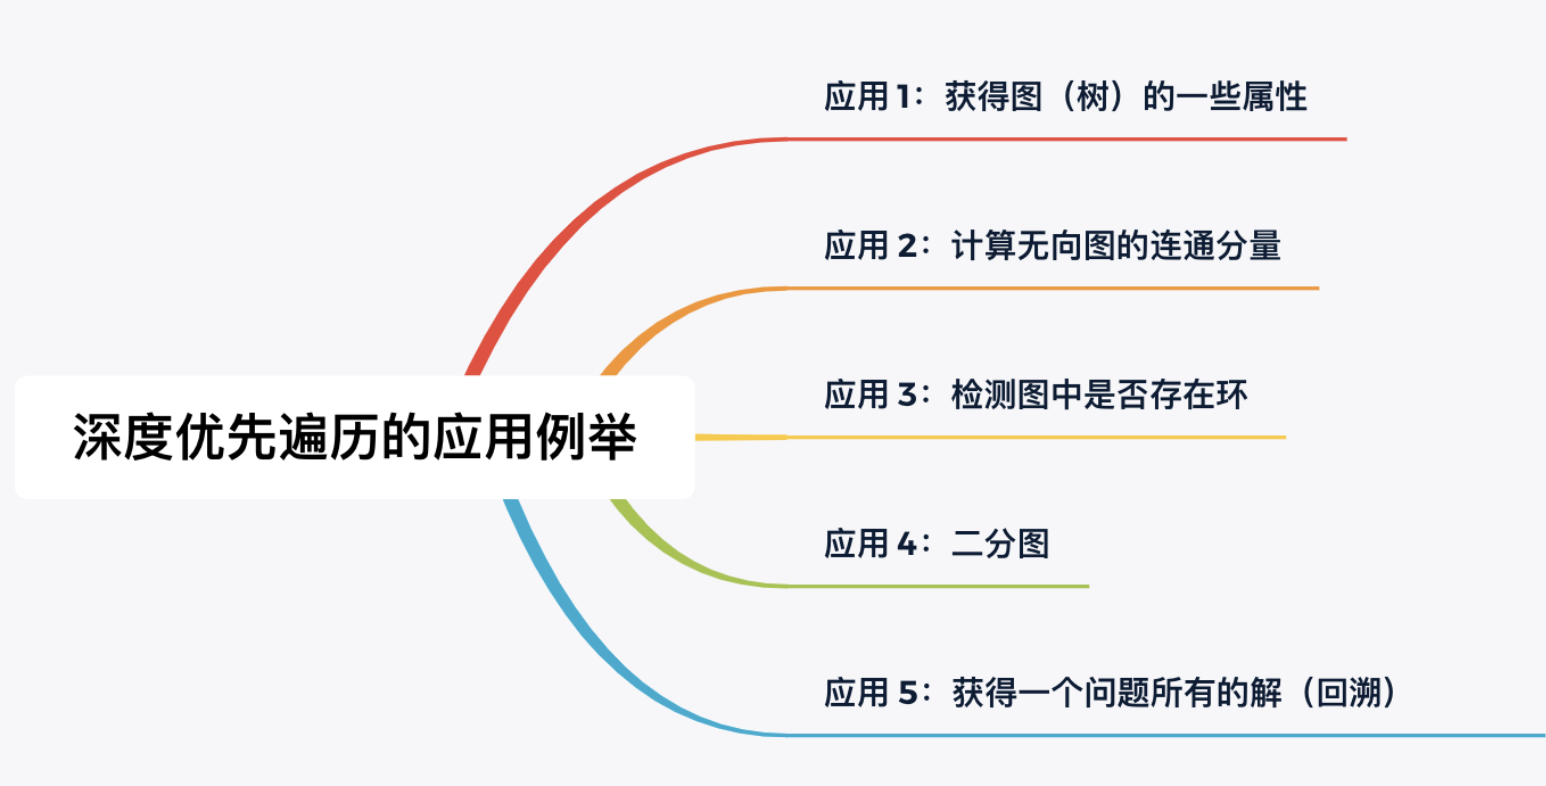 应用 1：获得图（树）的一些属性
应用 2：计算无向图的连通分量
应用 3：检测图中是否存在环
深度优先遍历的应用例举
应用 4：二分图
应用 5：获得一个问题所有的解（回溯）